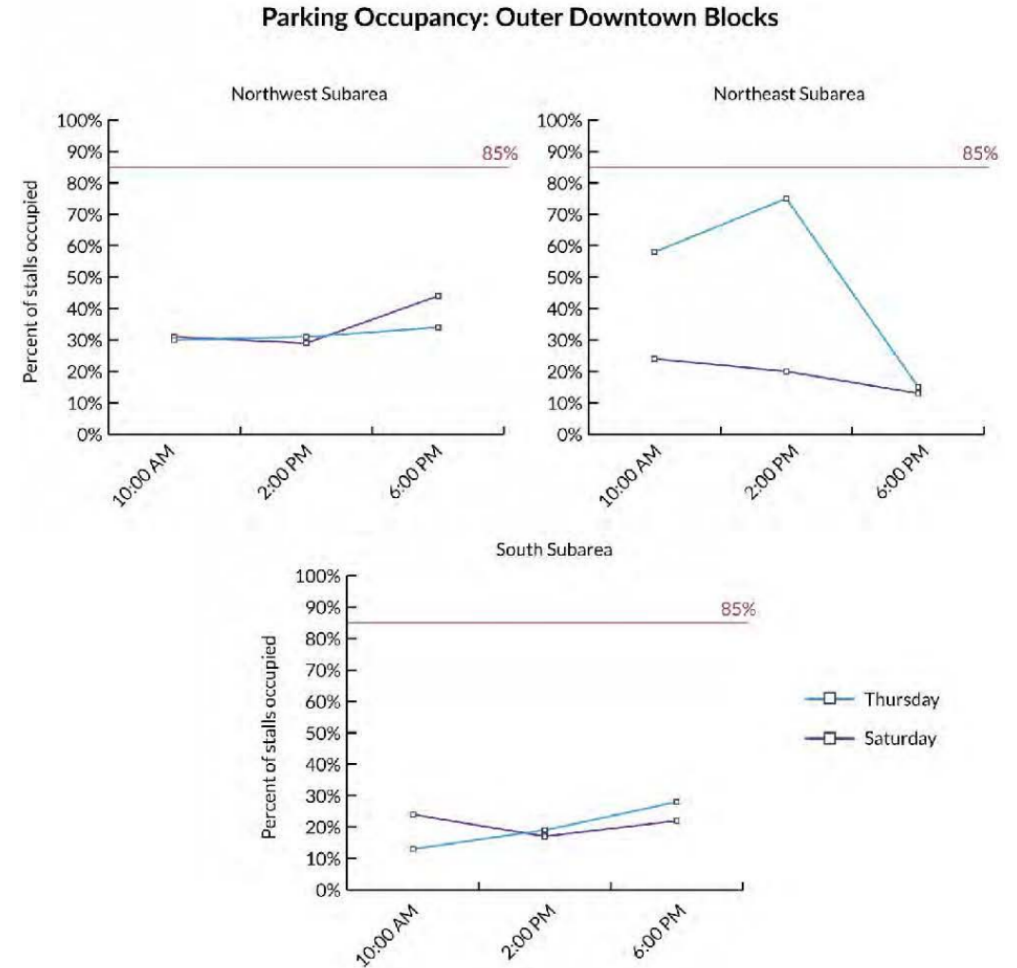 Parking Occupancy: Outer Downtown Blocks
Northwest Subarea
Percent of stalls occupied
100%
90%
80%
70%
60%
50%
40%
30%
20%
10%
0%
85%
10:00 AM
2:00 PM
6:00 PM
Northeast Subarea
100%
90%
80%
70%
60%
50%
40%
30%
20%
10%
0%
85%
10:00 AM
2:00 PM
6:00 PM
South Subarea
Percent of stalls occupied
100%
90%
80%
70%
60%
50%
40%
30%
20%
10%
0%
85%
10:00 AM
2:00 PM
6:00 PM
Thursday
Saturday